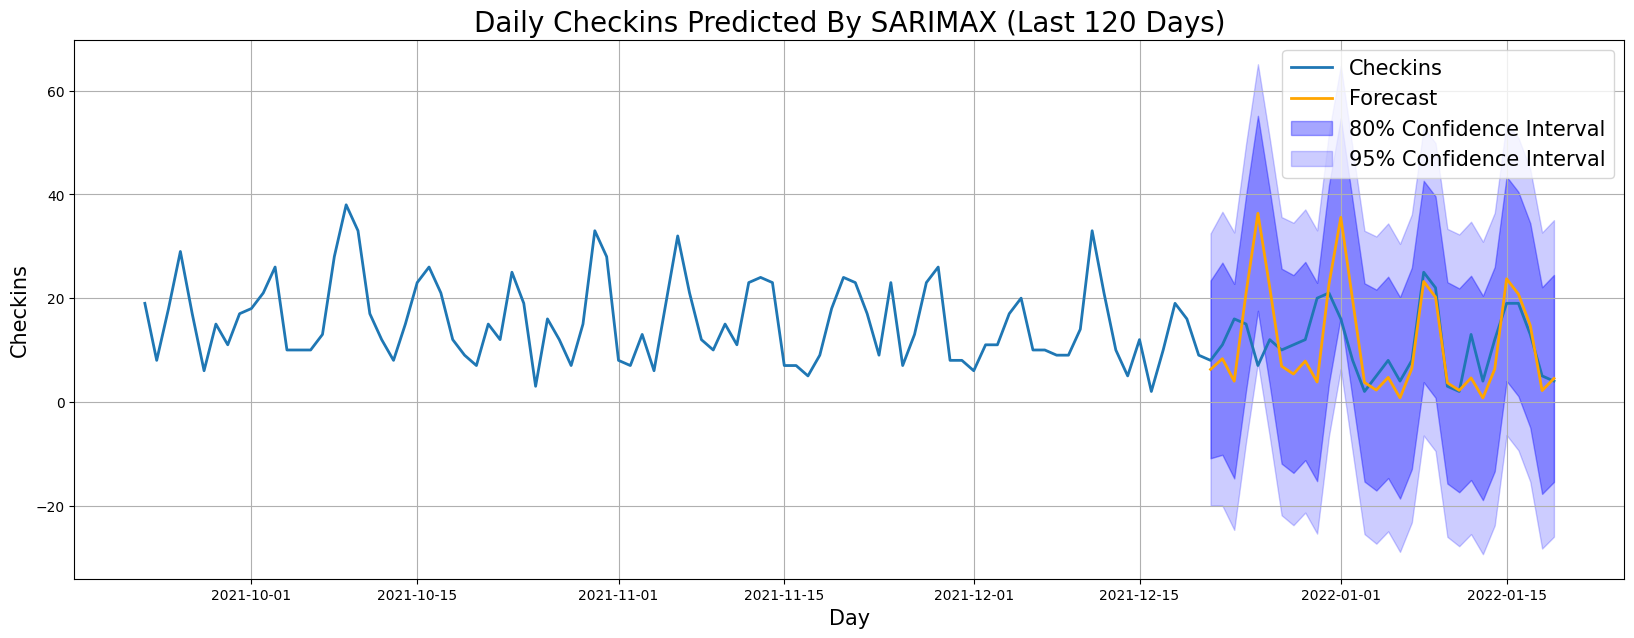 Daily Checkins Predicted By SARIMAX (Last 120 Days)
Checkins
Forecast
80% Confidence Interval
95% Confidence Interval
60
40
20
0
−20
Checkins
2021-10-01
2021-10-15
2021-11-01
2021-11-15
2021-12-01
2021-12-15
2022-01-01
2022-01-15
Day